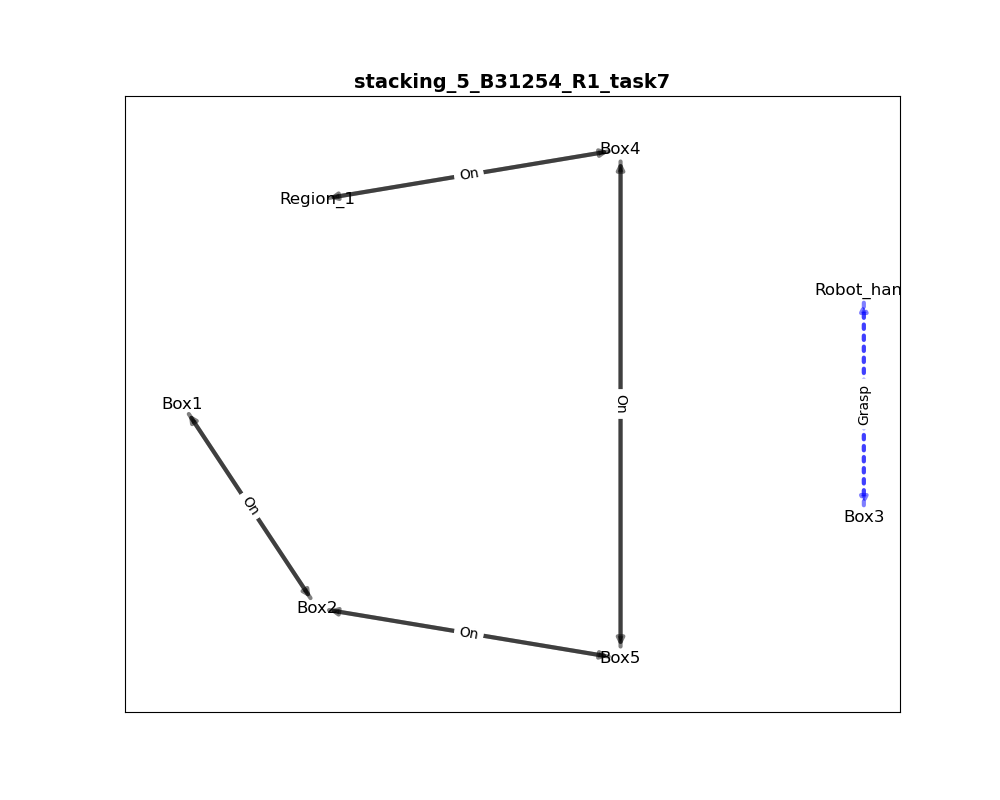 stacking_5_B31254_R1_task7
Box4
On
Region_1
Robot_han
On
Grasp
Box1
On
Box3
Box2
On
Box5